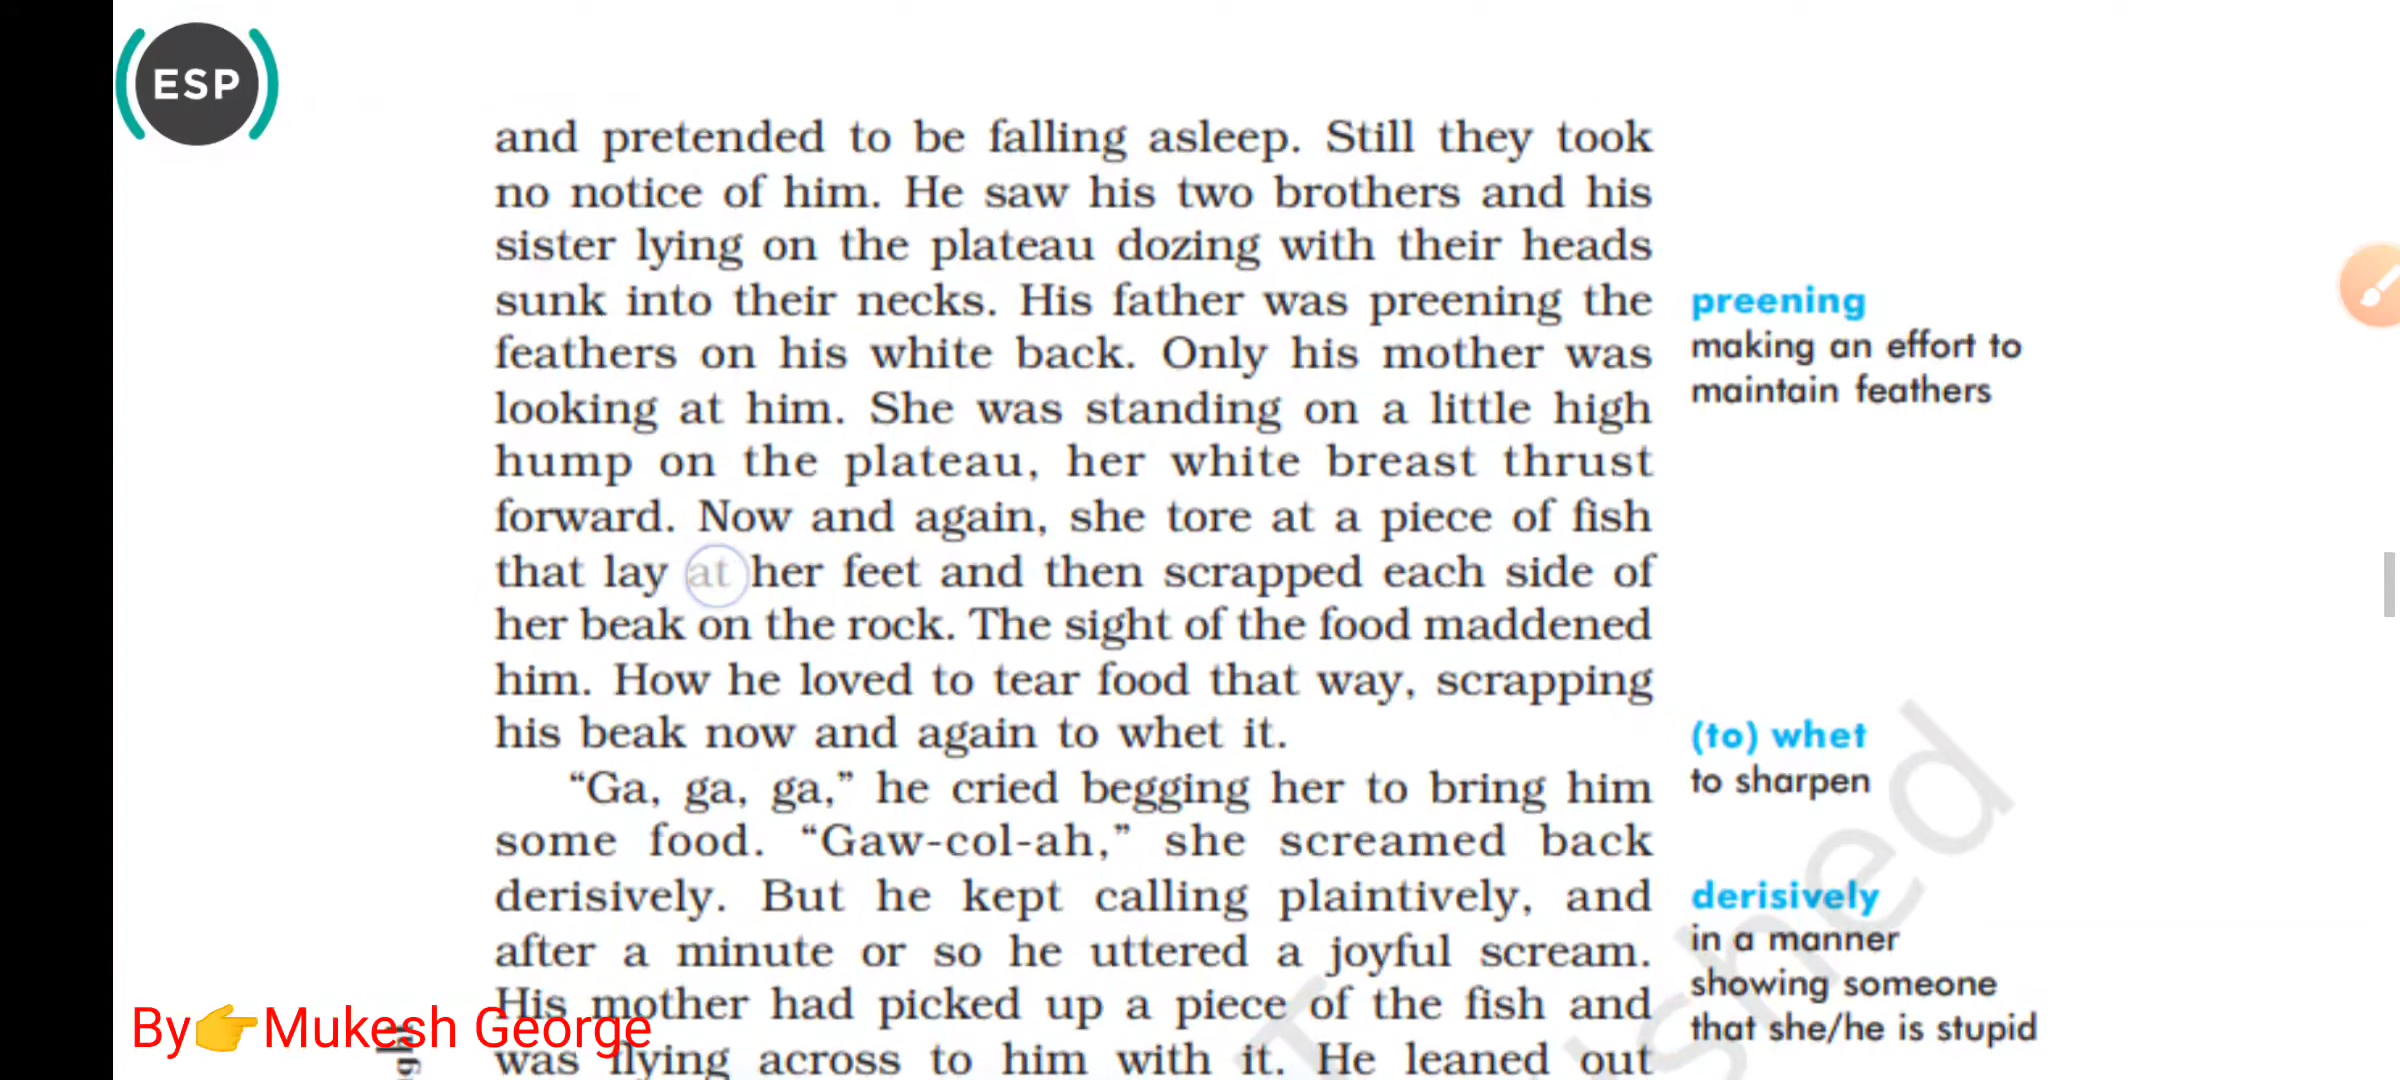 ESP
and pretended to be falling asleep. Still they took
no notice of him. He saw his two brothers and his
sister lying on the plateau dozing with their heads
sunk into their necks. His father was preening the
feathers on his white back. Only his mother was
looking at him. She was standing on a little high
hump on the plateau, her white breast thrust
forward. Now and again, she tore at a piece of fish
that lay at her feet and then scrapped each side of
her beak on the rock. The sight of the food maddened
him. How he loved to tear food that way, scrapping
his beak now and again to whet it.
“Ga, ga, ga,” he cried begging her to bring him
some food. “Gaw-col-ah,” she screamed back
derisively. But he kept calling plaintively, and
after a minute or so he uttered a joyful scream.
His mother had picked up a piece of the fish and
was flying across to him with it. He leaned out
preening
making an effort to
maintain feathers
(to) whet
to sharpen
derisively
in a manner
showing someone
that she/he is stupid
By👉Mukesh George